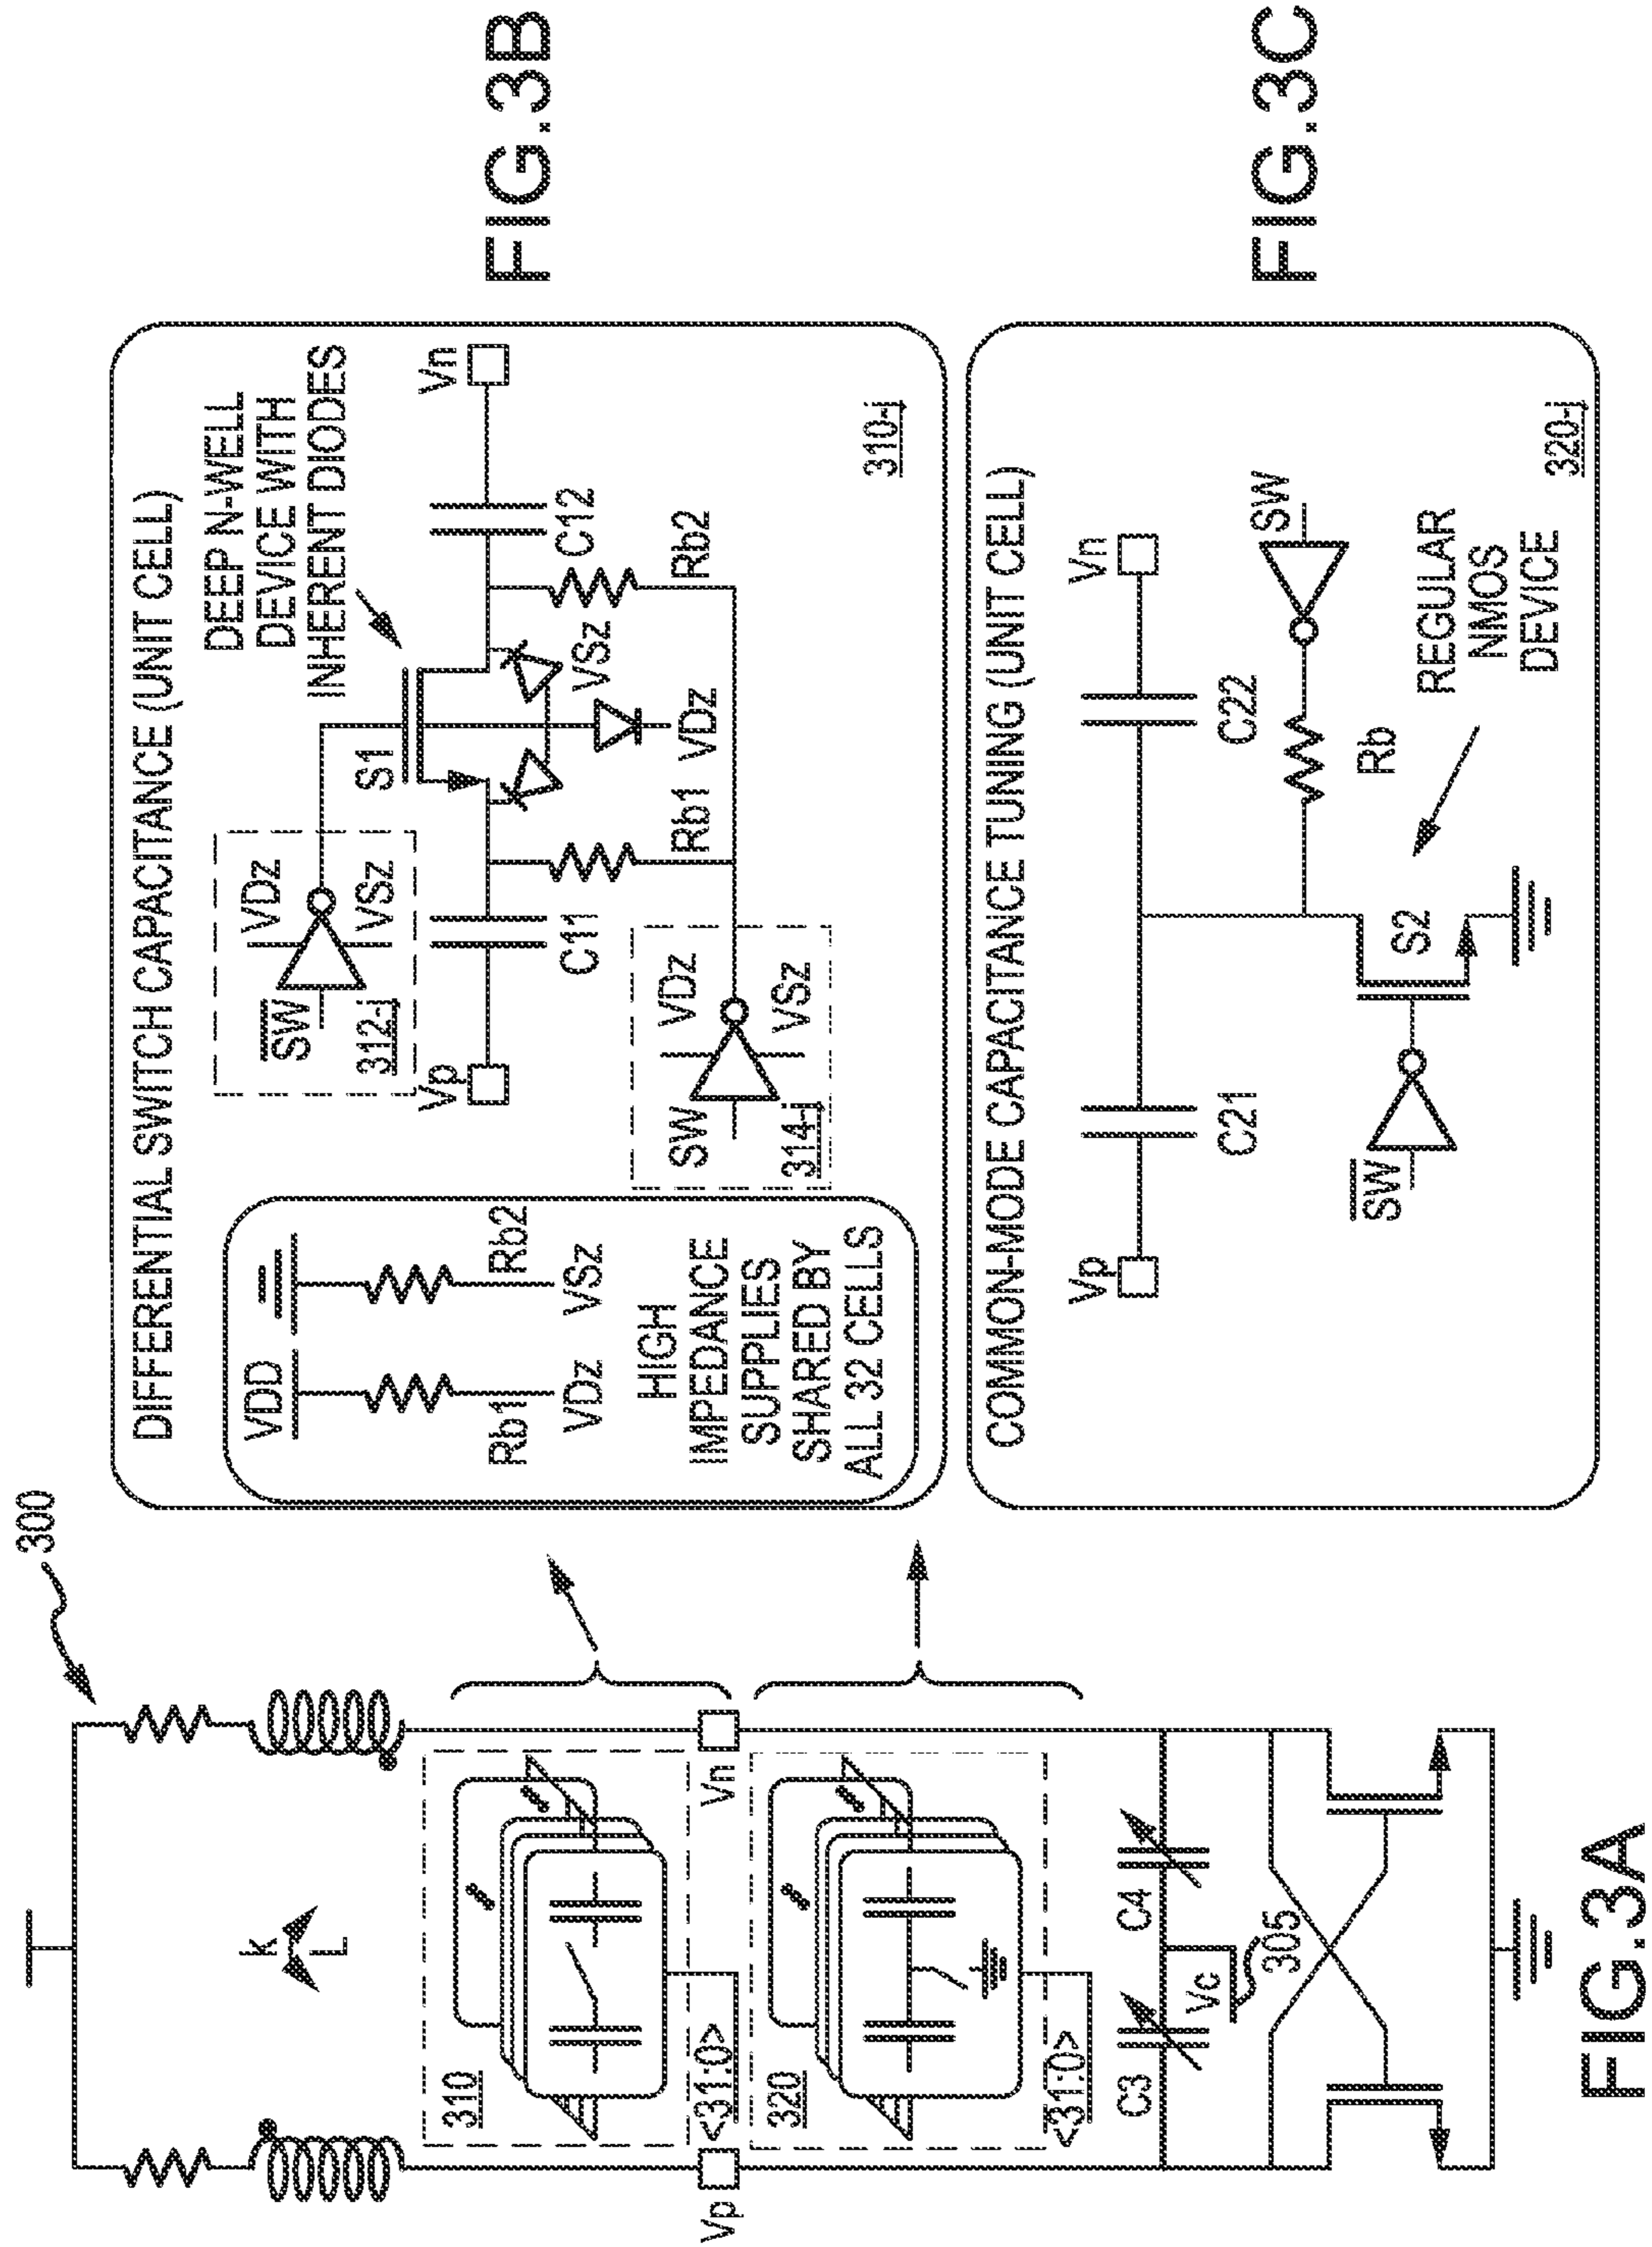 300
K
L
310
<31:0>
Vp
Vn
320
<31:0>
C3
C4
Vc
305
FIG.3A
DIFFERENTIAL SWITCH CAPACITANCE (UNIT CELL)
VDD
Rb1
Rb2
VDz
VSz
HIGH
IMPEDANCE
SUPPLIES
SHARED BY
ALL 32 CELLS
SW
VDz
VSz
312-j
S1
DEEP N-WELL
DEVICE WITH
INHERENT DIODES
Vp
Vn
C11
C12
VSz
VDz
Rb1
Rb2
SW
VDz
VSz
314-j
310-j
FIG.3B
COMMON-MODE CAPACITANCE TUNING (UNIT CELL)
Vp
Vn
C21
C22
SW
Rb
SW
S2
REGULAR
NMOS
DEVICE
320-j
FIG.3C